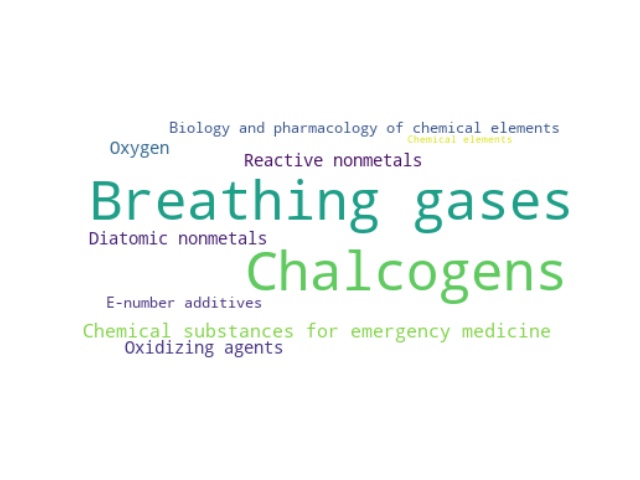 Biology and pharmacology of chemical elements
Chemical elements
Oxygen
Reactive nonmetals
Breathing gases
Diatomic nonmetals
Chalcogens
E-number additives
Chemical substances for emergency medicine
Oxidizing agents